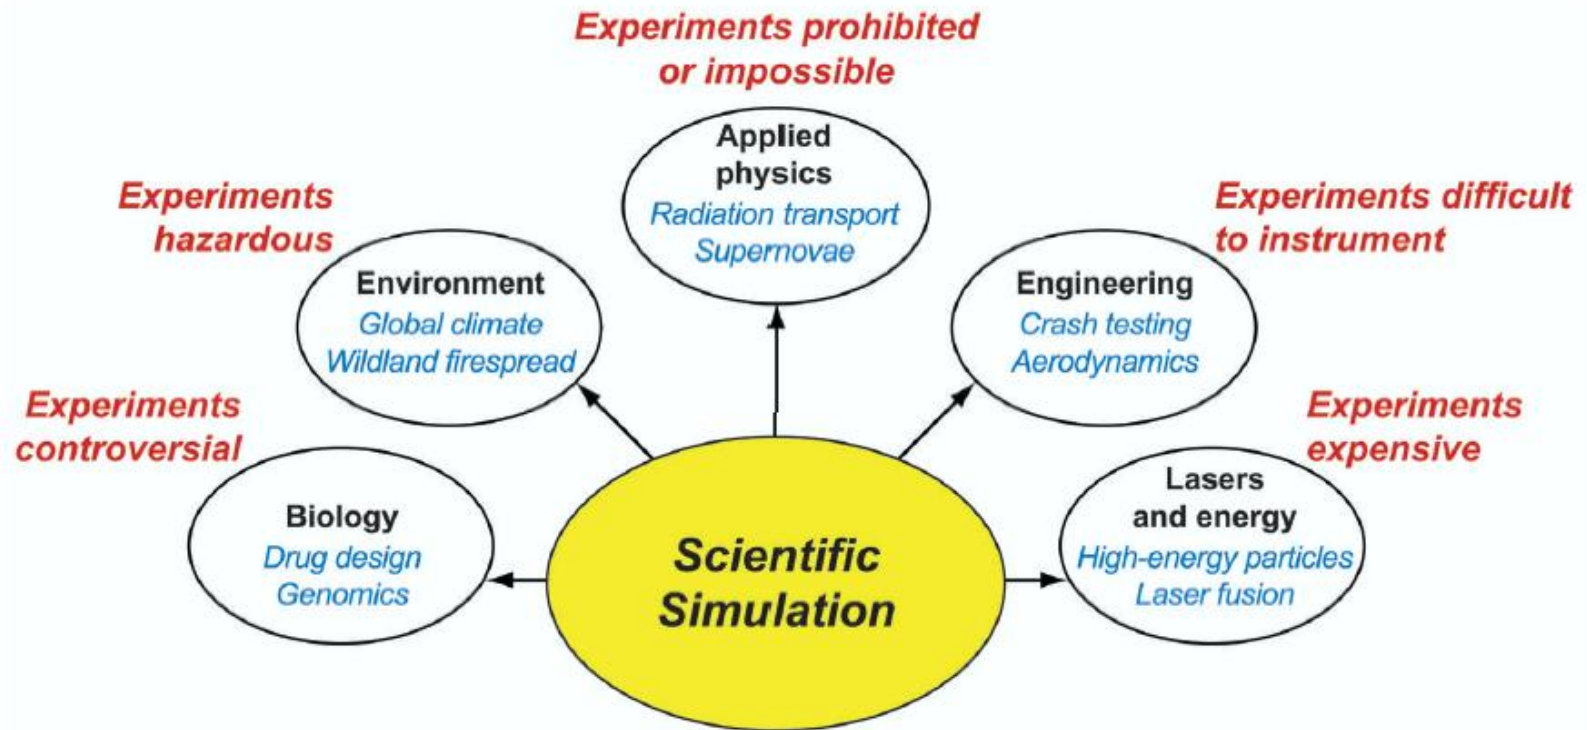 Experiments prohibited
or impossible
Applied
physics
Radiation transport
Supernovae
Experiments
hazardous
Environment
Global climate
Wildland firespread
Experiments difficult
to instrument
Engineering
Crash testing
Aerodynamics
Experiments
controversial
Biology
Drug design
Genomics
Experiments
expensive
Lasers
and energy
High-energy particles
Laser fusion
Scientific
Simulation